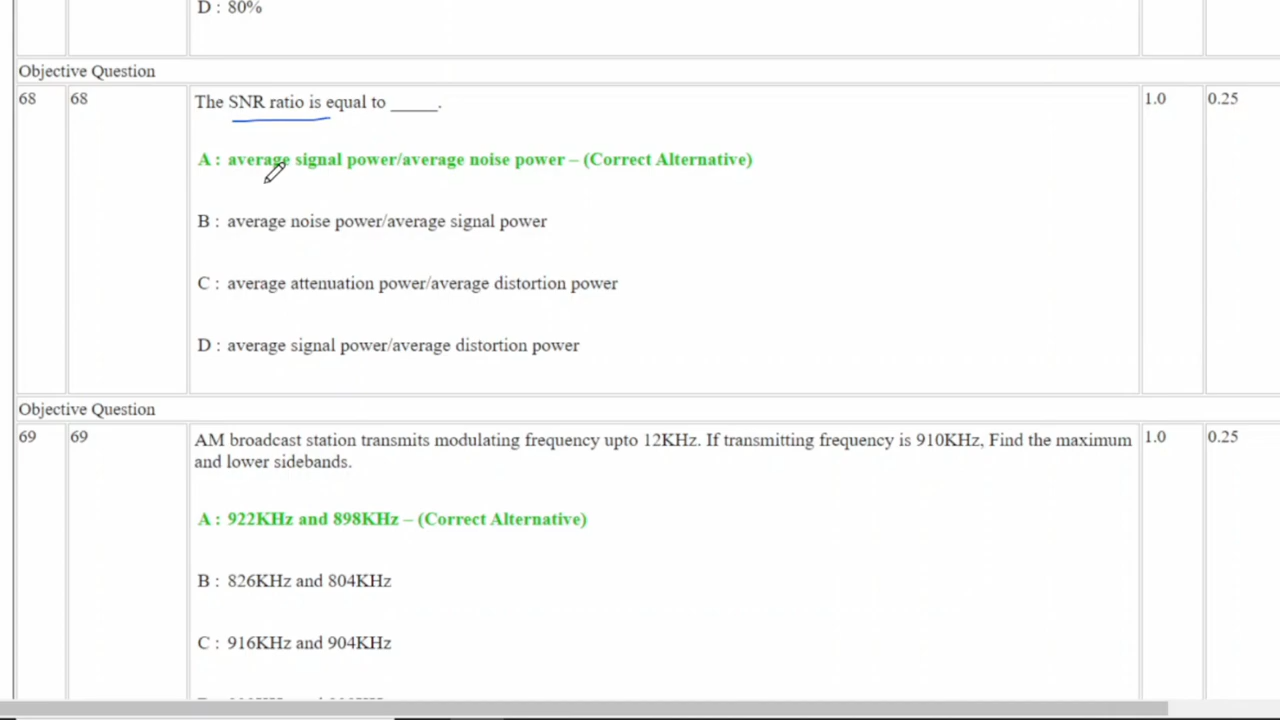 D : 80%
Objective Question
68 68 The SNR ratio is equal to _____. 1.0 0.25
A : average signal power/average noise power – (Correct Alternative)
B : average noise power/average signal power
C : average attenuation power/average distortion power
D : average signal power/average distortion power
Objective Question
69 69 AM broadcast station transmits modulating frequency upto 12KHz. If transmitting frequency is 910KHz, Find the maximum 1.0 0.25
and lower sidebands.
A : 922KHz and 898KHz – (Correct Alternative)
B : 826KHz and 804KHz
C : 916KHz and 904KHz